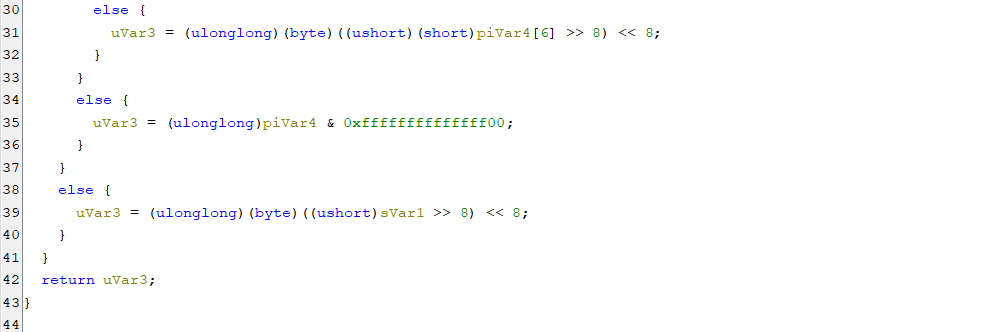 30 else {
31 uVar3 = (ulonglong)(byte)((ushort)(short)piVar4[6] >> 8) << 8;
32 }
33 }
34 else {
35 uVar3 = (ulonglong)piVar4 & 0xffffffffffffff00;
36 }
37 }
38 else {
39 uVar3 = (ulonglong)(byte)((ushort)sVar1 >> 8) << 8;
40 }
41 }
42 return uVar3;
43 }
44